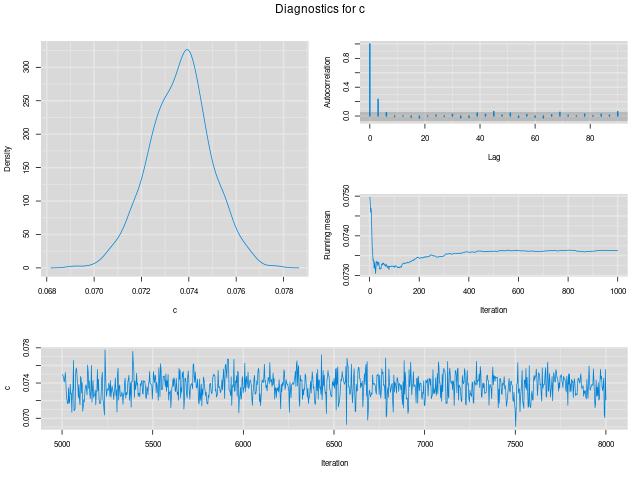 Diagnostics for c
Density
300
250
200
150
100
50
0
0.068 0.070 0.072 0.074 0.076 0.078
c
Autocorrelation
0.8
0.4
0.0
0 20 40 60 80
Lag
Running mean
0.0750
0.0740
0.0730
0 200 400 600 800 1000
Iteration
c
0.078
0.074
0.070
5000 5500 6000 6500 7000 7500 8000
Iteration